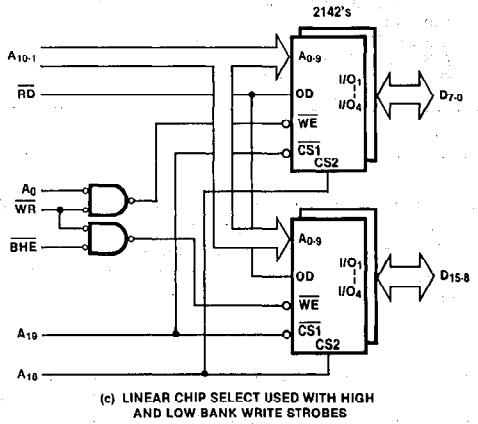 2142's
A10-1
A0-9
I/O1
I/O4
D7-0
RD
OD
WE
CS1
CS2
A0
WR
BHE
A0-9
I/O1
I/O4
D15-8
OD
WE
CS1
CS2
A19
A18
(c) LINEAR CHIP SELECT USED WITH HIGH
AND LOW BANK WRITE STROBES